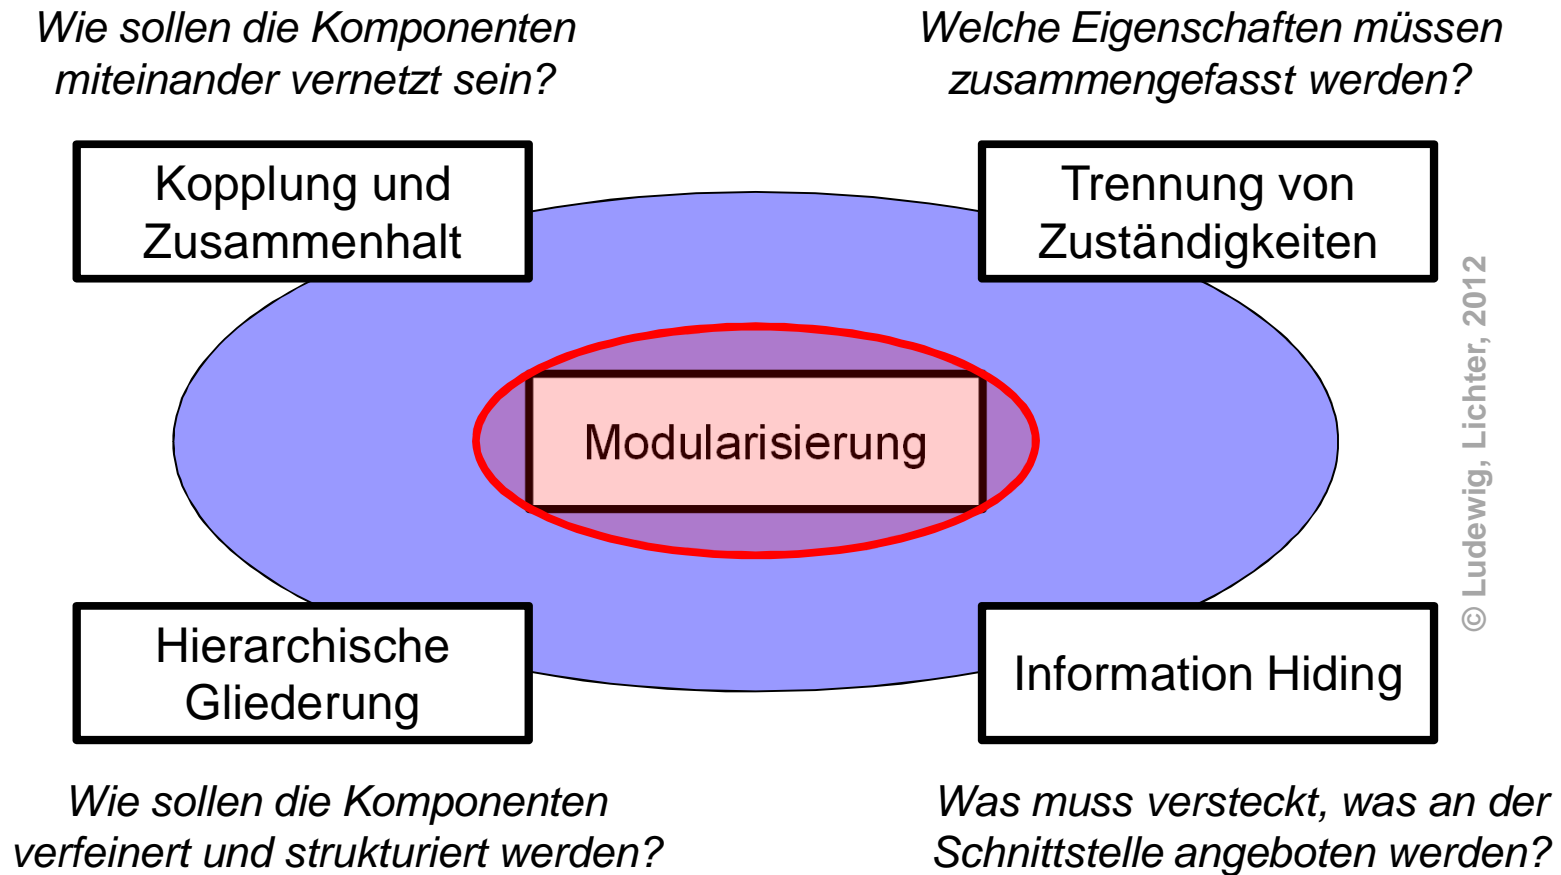 Wie sollen die Komponenten
miteinander vernetzt sein?
Welche Eigenschaften müssen
zusammengefasst werden?
Kopplung und
Zusammenhalt
Trennung von
Zuständigkeiten
Modularisierung
Hierarchische
Gliederung
Information Hiding
Wie sollen die Komponenten
verfeinert und strukturiert werden?
Was muss versteckt, was an der
Schnittstelle angeboten werden?
© Ludewig, Lichter, 2012